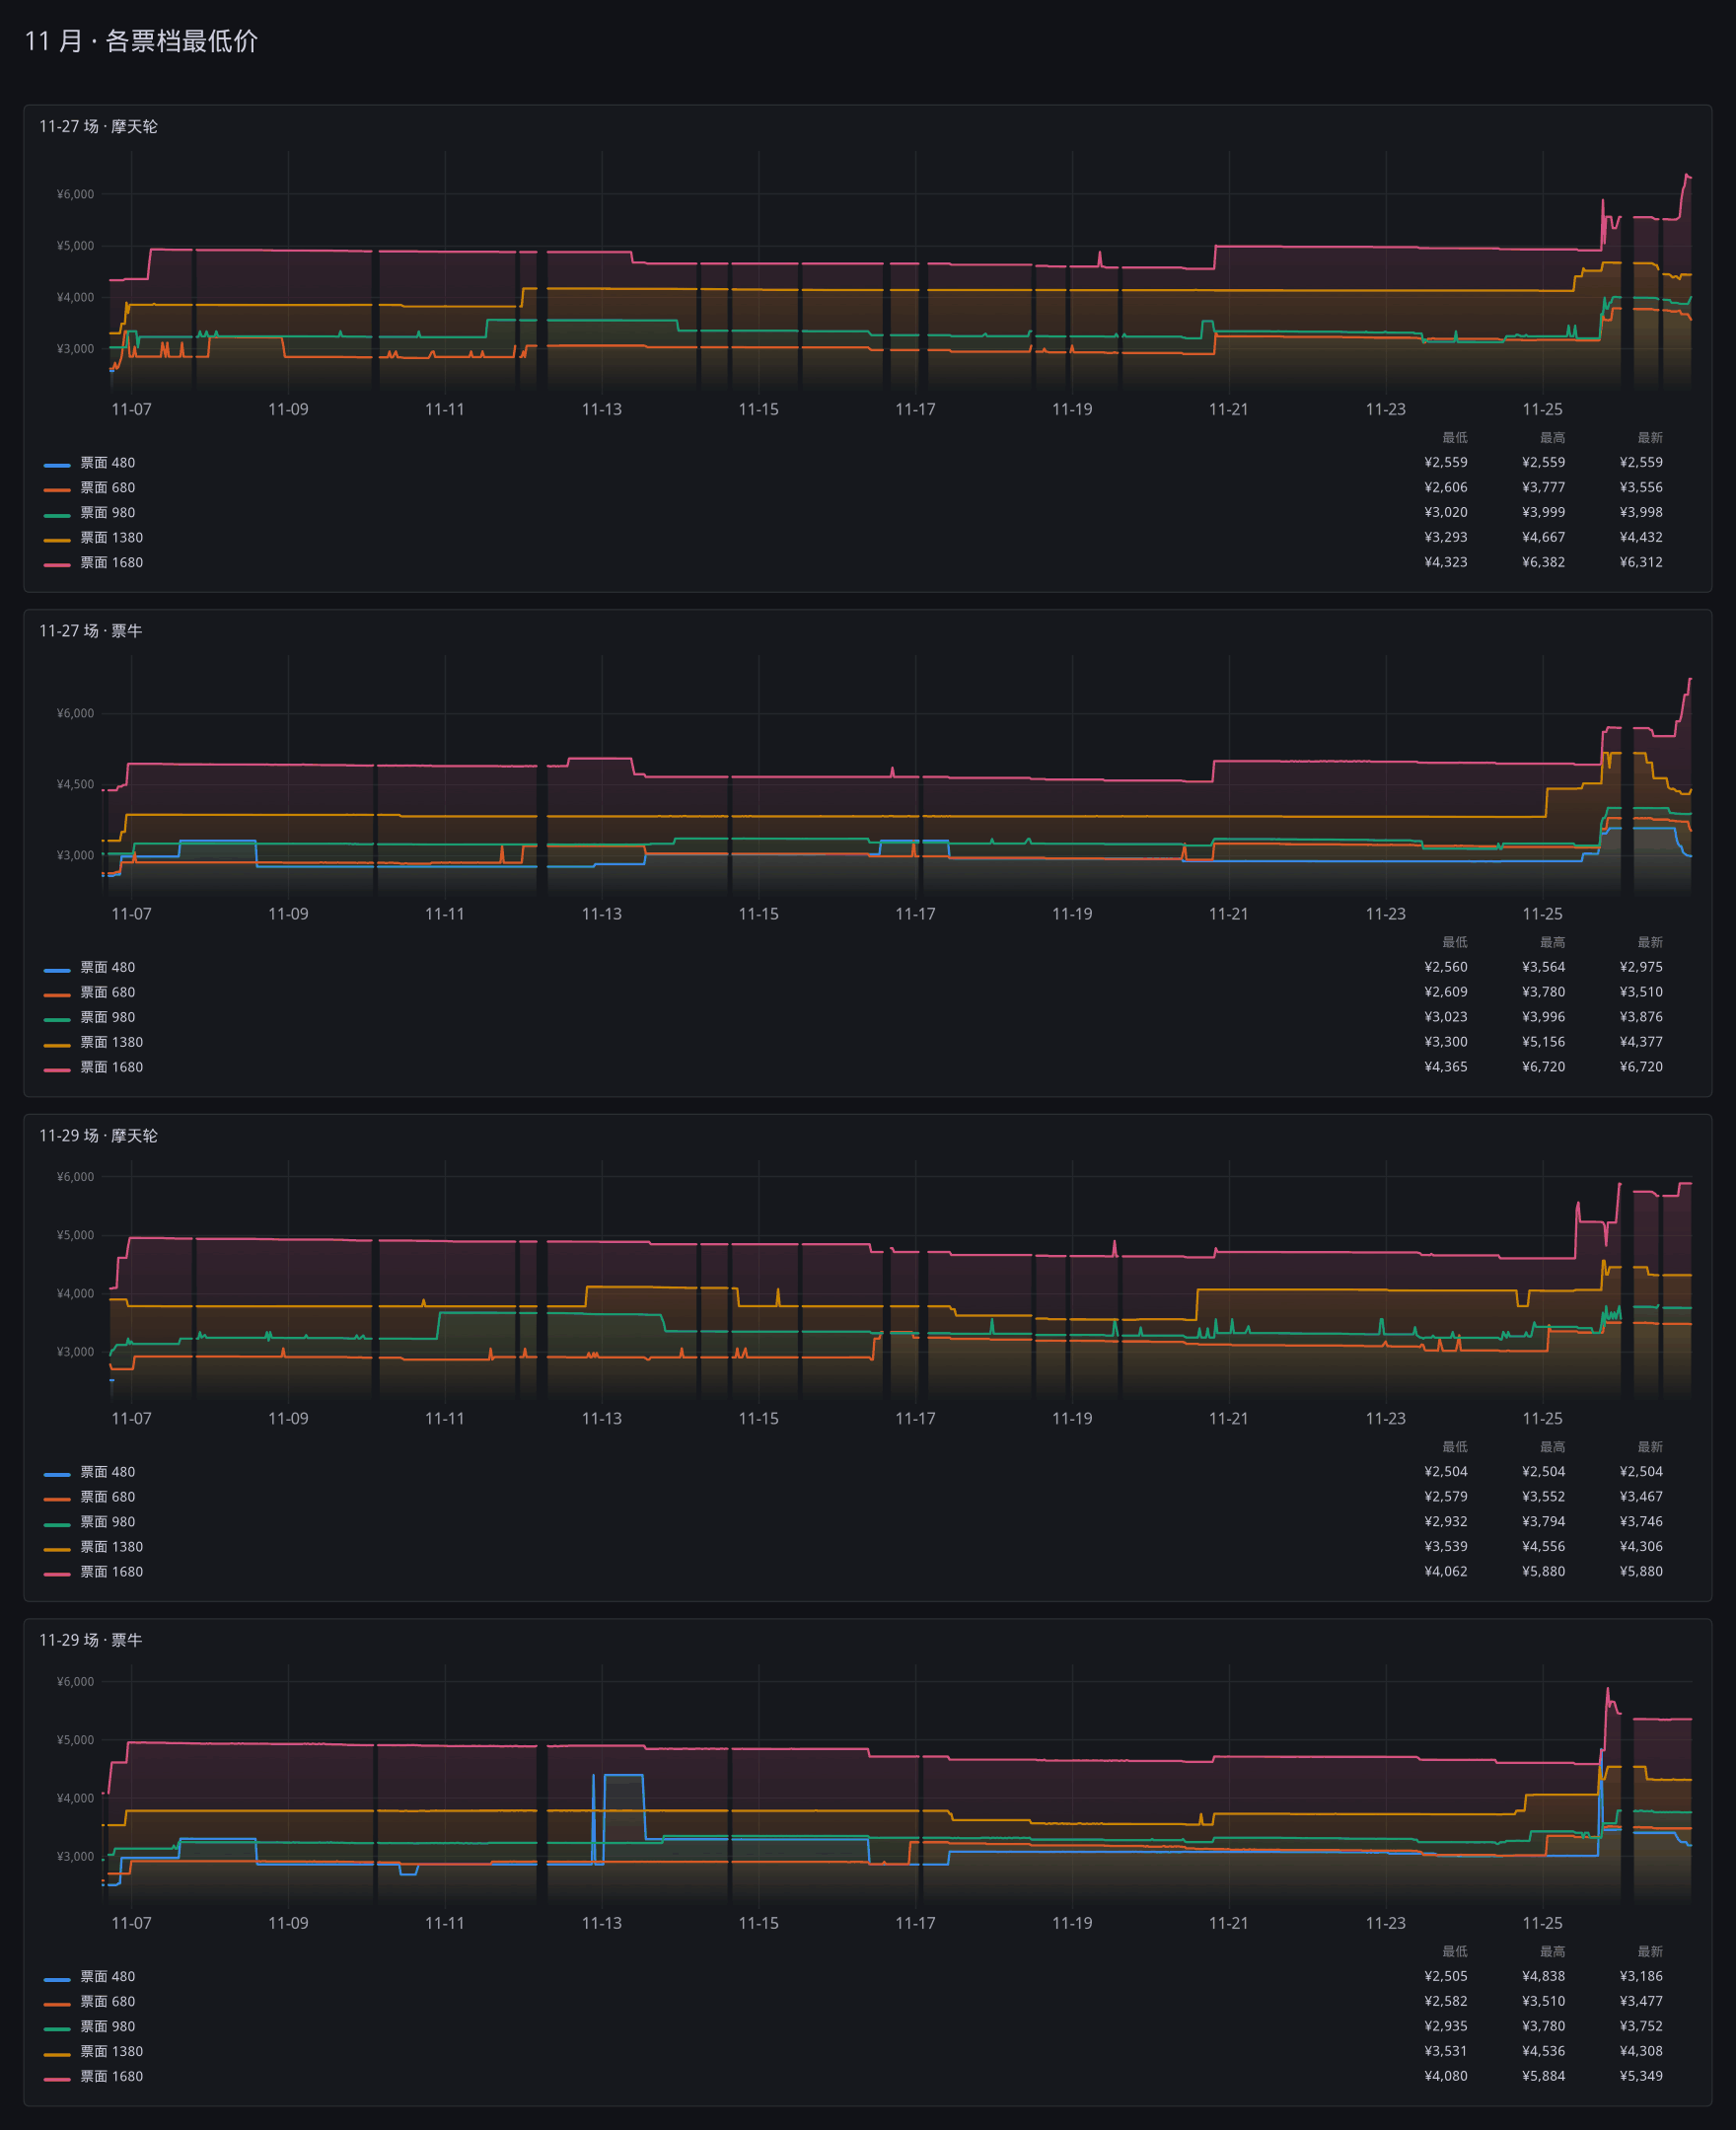 11 月 · 各票档最低价
11-27 场 · 摩天轮
¥6,000
¥5,000
¥4,000
¥3,000
11-07 11-09 11-11 11-13 11-15 11-17 11-19 11-21 11-23 11-25
最低 最高 最新
票面 480 ¥2,559 ¥2,559 ¥2,559
票面 680 ¥2,606 ¥3,777 ¥3,556
票面 980 ¥3,020 ¥3,999 ¥3,998
票面 1380 ¥3,293 ¥4,667 ¥4,432
票面 1680 ¥4,323 ¥6,382 ¥6,312
11-27 场 · 票牛
¥6,000
¥4,500
¥3,000
11-07 11-09 11-11 11-13 11-15 11-17 11-19 11-21 11-23 11-25
最低 最高 最新
票面 480 ¥2,560 ¥3,564 ¥2,975
票面 680 ¥2,609 ¥3,780 ¥3,510
票面 980 ¥3,023 ¥3,996 ¥3,876
票面 1380 ¥3,300 ¥5,156 ¥4,377
票面 1680 ¥4,365 ¥6,720 ¥6,720
11-29 场 · 摩天轮
¥6,000
¥5,000
¥4,000
¥3,000
11-07 11-09 11-11 11-13 11-15 11-17 11-19 11-21 11-23 11-25
最低 最高 最新
票面 480 ¥2,504 ¥2,504 ¥2,504
票面 680 ¥2,579 ¥3,552 ¥3,467
票面 980 ¥2,932 ¥3,794 ¥3,746
票面 1380 ¥3,539 ¥4,556 ¥4,306
票面 1680 ¥4,062 ¥5,880 ¥5,880
11-29 场 · 票牛
¥6,000
¥5,000
¥4,000
¥3,000
11-07 11-09 11-11 11-13 11-15 11-17 11-19 11-21 11-23 11-25
最低 最高 最新
票面 480 ¥2,505 ¥4,838 ¥3,186
票面 680 ¥2,582 ¥3,510 ¥3,477
票面 980 ¥2,935 ¥3,780 ¥3,752
票面 1380 ¥3,531 ¥4,536 ¥4,308
票面 1680 ¥4,080 ¥5,884 ¥5,349